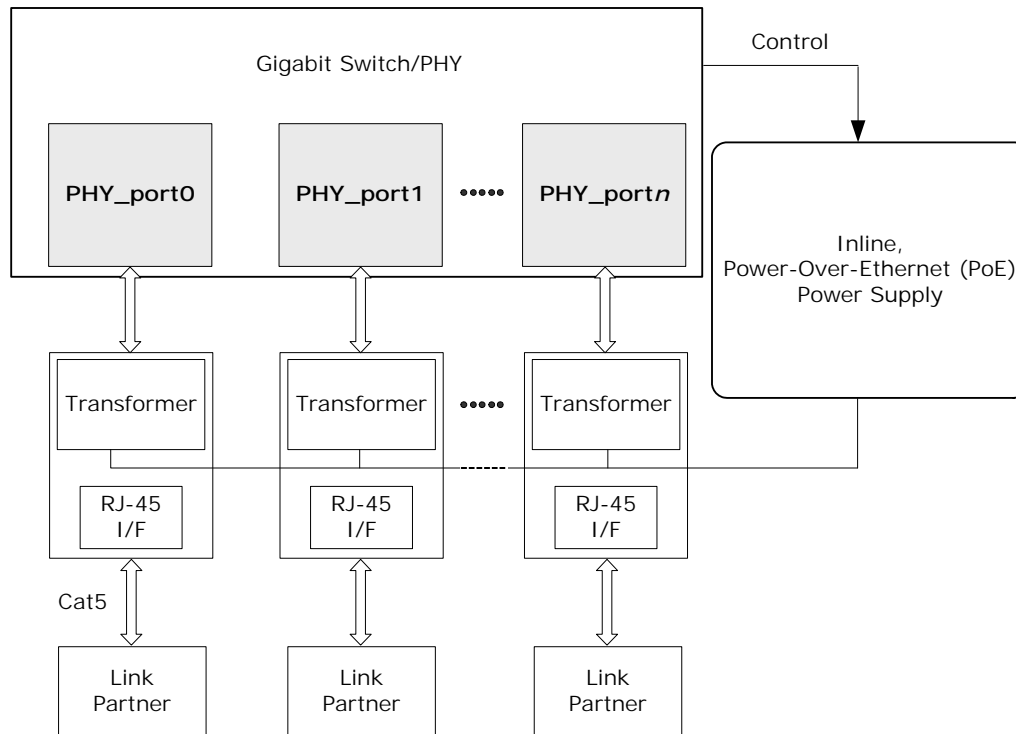 Control
Gigabit Switch/PHY
PHY_port0
PHY_port1
PHY_portn
Inline,
Power-Over-Ethernet (PoE)
Power Supply
Transformer
Transformer
Transformer
RJ-45
I/F
RJ-45
I/F
RJ-45
I/F
Cat5
Link
Partner
Link
Partner
Link
Partner